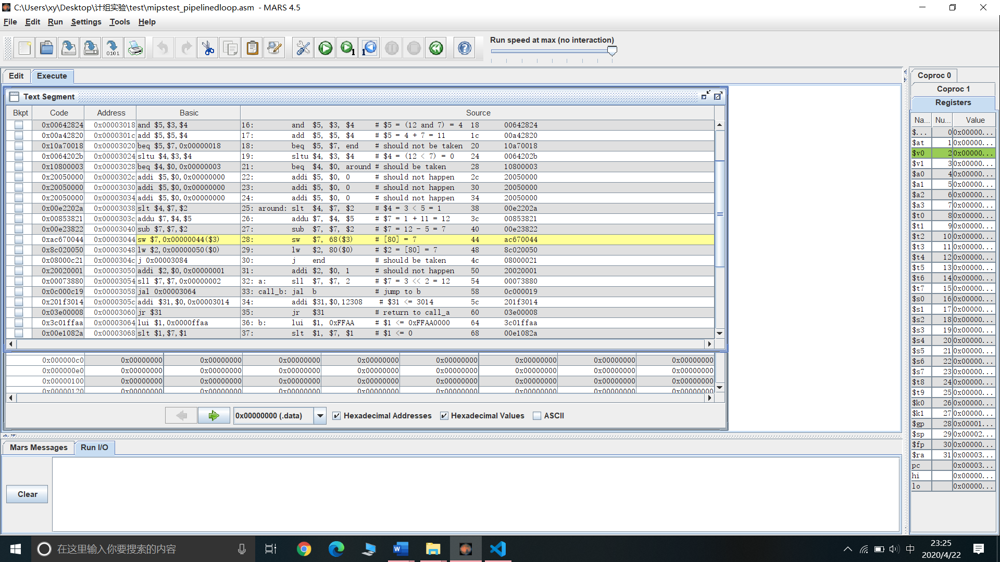 C:\Users\xy\Desktop\计组实验\test\mipstest_pipelinedloop.asm - MARS 4.5
File Edit Run Settings Tools Help
Run speed at max (no interaction)
Edit Execute
Text Segment
Bkpt Code Address Basic Source
0x00642824 0x00003018 and $5,$3,$4 16: and $5, $3, $4 # $5 = (12 and 7) = 4 18 00642824
0x00a42820 0x0000301c add $5,$5,$4 17: add $5, $5, $4 # $5 = 4 + 7 = 11 1c 00a42820
0x10a70018 0x00003020 beq $5,$7,0x00000018 18: beq $5, $7, end # should not be taken 20 10a70018
0x0064202b 0x00003024 sltu $4,$3,$4 19: sltu $4, $3, $4 # $4 = (12 < 7) = 0 24 0064202b
0x10800003 0x00003028 beq $4,$0,0x00000003 21: beq $4, $0, around # should be taken 28 10800003
0x20050000 0x0000302c addi $5,$0,0x00000000 22: addi $5, $0, 0 # should not happen 2c 20050000
0x20050000 0x00003030 addi $5,$0,0x00000000 23: addi $5, $0, 0 # should not happen 30 20050000
0x20050000 0x00003034 addi $5,$0,0x00000000 24: addi $5, $0, 0 # should not happen 34 20050000
0x00e2202a 0x00003038 slt $4,$7,$2 25: around: slt $4, $7, $2 # $4 = 3 < 5 = 1 38 00e2202a
0x00853821 0x0000303c addu $7,$4,$5 26: addu $7, $4, $5 # $7 = 1 + 11 = 12 3c 00853821
0x00e23822 0x00003040 sub $7,$7,$2 27: sub $7, $7, $2 # $7 = 12 - 5 = 7 40 00e23822
0xac670044 0x00003044 sw $7,0x00000044($3) 28: sw $7, 68($3) # [80] = 7 44 ac670044
0x8c020050 0x00003048 lw $2,0x00000050($0) 29: lw $2, 80($0) # $2 = [80] = 7 48 8c020050
0x08000c21 0x0000304c j 0x00003084 30: j end # should be taken 4c 08000021
0x20020001 0x00003050 addi $2,$0,0x00000001 31: addi $2, $0, 1 # should not happen 50 20020001
0x00073880 0x00003054 sll $7,$7,0x00000002 32: a: sll $7, $7, 2 # $7 = 3 << 2 = 12 54 00073880
0x0c000c19 0x00003058 jal 0x00003064 33: call_b: jal b # jump to b 58 0c000019
0x201f3014 0x0000305c addi $31,$0,0x00003014 34: addi $31,$0,12308 # $31 <= 3014 5c 201f3014
0x03e00008 0x00003060 jr $31 35: jr $31 # return to call_a 60 03e00008
0x3c01ffaa 0x00003064 lui $1,0x0000ffaa 36: b: lui $1, 0xFFAA # $1 <= 0xFFAA0000 64 3c01ffaa
0x00e1082a 0x00003068 slt $1,$7,$1 37: slt $1, $7, $1 # $1 <= 0 68 00e1082a
0x000000c0 0x00000000 0x00000000 0x00000000 0x00000000 0x00000000 0x00000000 0x00000000 0x00000000
0x000000e0 0x00000000 0x00000000 0x00000000 0x00000000 0x00000000 0x00000000 0x00000000 0x00000000
0x00000100 0x00000000 0x00000000 0x00000000 0x00000000 0x00000000 0x00000000 0x00000000 0x00000000
0x00000120 0x00000000 0x00000000 0x00000000 0x00000000 0x00000000 0x00000000 0x00000000 0x00000000
0x00000000 (.data) Hexadecimal Addresses Hexadecimal Values ASCII
Mars Messages Run I/O
Clear
Coproc 0
Coproc 1
Registers
Na... Nu... Value
$... 0 0x00000...
$at 1 0x00000...
$v0 2 0x00000...
$v1 3 0x00000...
$a0 4 0x00000...
$a1 5 0x00000...
$a2 6 0x00000...
$a3 7 0x00000...
$t0 8 0x00000...
$t1 9 0x00000...
$t2 10 0x00000...
$t3 11 0x00000...
$t4 12 0x00000...
$t5 13 0x00000...
$t6 14 0x00000...
$t7 15 0x00000...
$s0 16 0x00000...
$s1 17 0x00000...
$s2 18 0x00000...
$s3 19 0x00000...
$s4 20 0x00000...
$s5 21 0x00000...
$s6 22 0x00000...
$s7 23 0x00000...
$t8 24 0x00000...
$t9 25 0x00000...
$k0 26 0x00000...
$k1 27 0x00000...
$gp 28 0x00001...
$sp 29 0x00002...
$fp 30 0x00000...
$ra 31 0x00003...
pc 0x00003...
hi 0x00000...
lo 0x00000...
在这里输入你要搜索的内容
中
23:25
2020/4/22